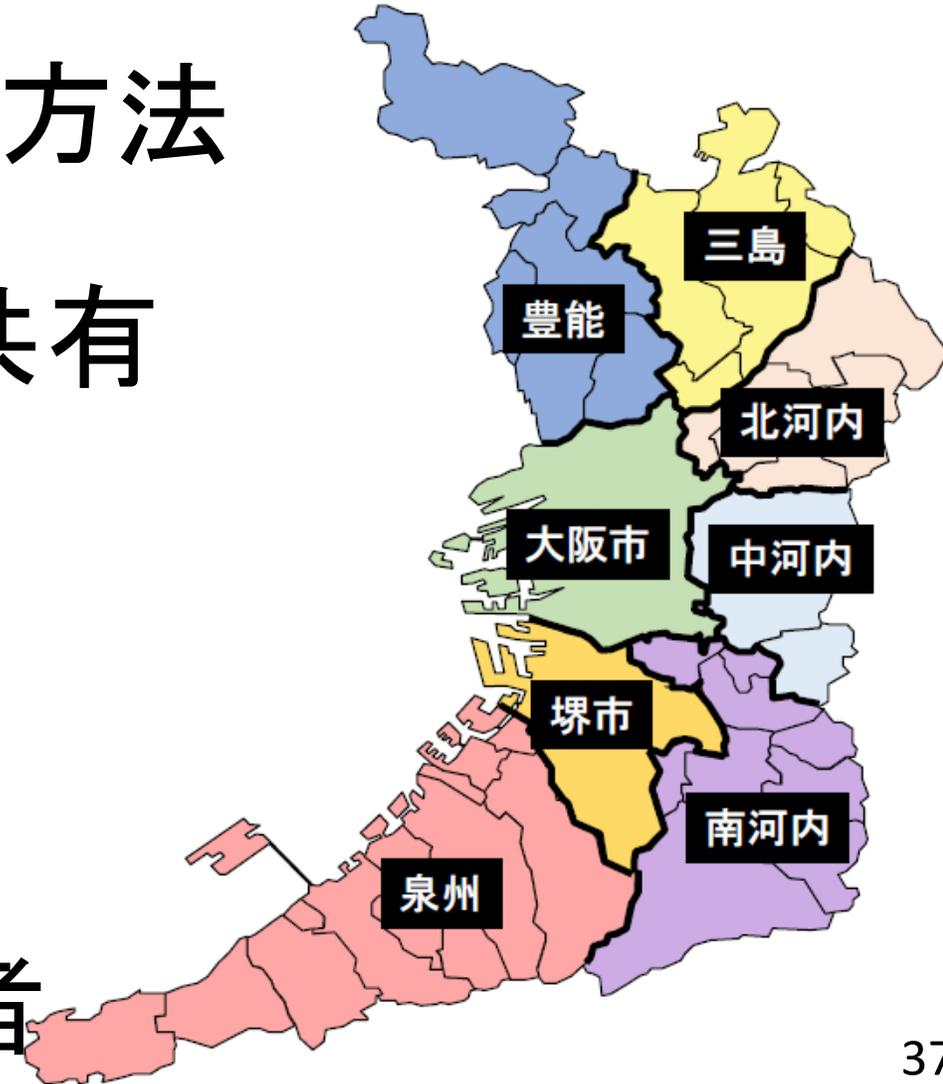 方法
三島
共有
豊能
北河内
大阪市
中河内
堺市
南河内
泉州
者
37